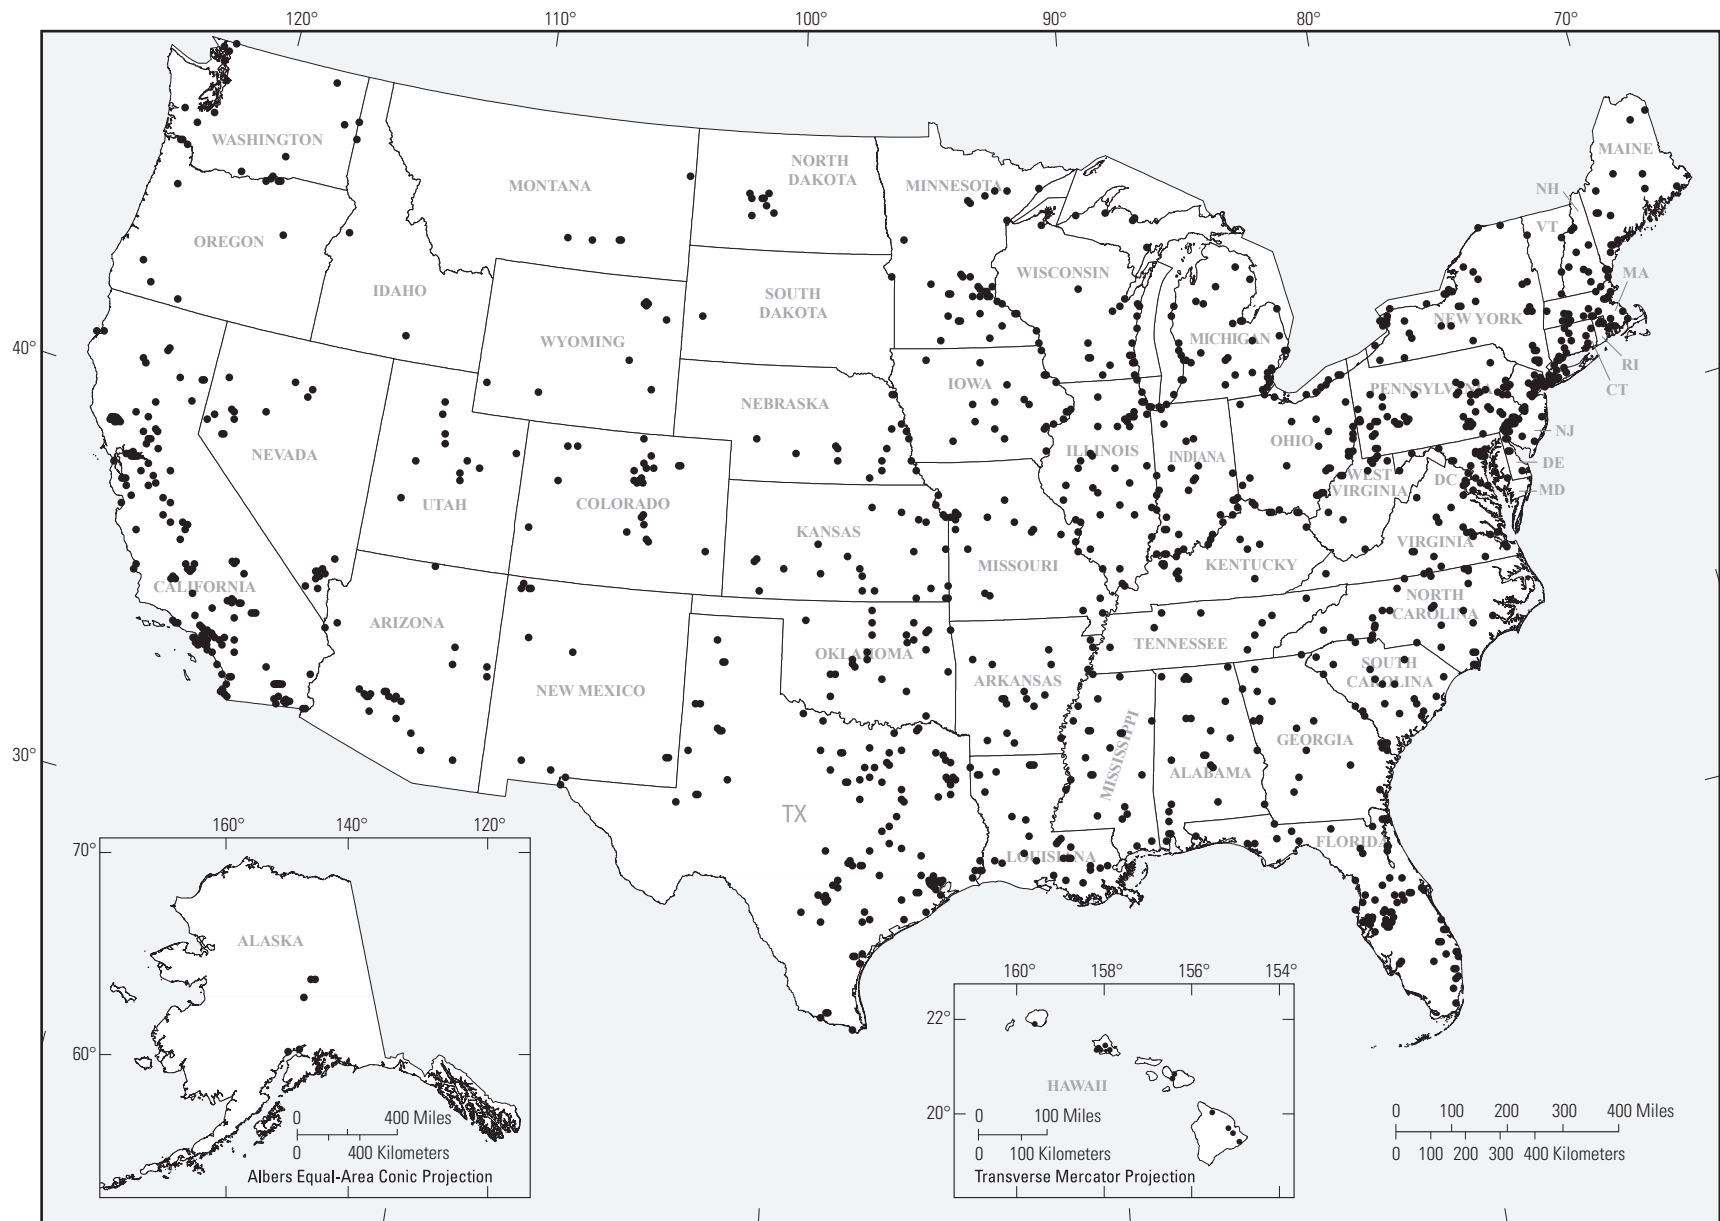 120° 110° 100° 90° 80° 70°
40°
30°
WASHINGTON
OREGON
IDAHO
MONTANA
NORTH
DAKOTA
SOUTH
DAKOTA
WYOMING
NEBRASKA
MINNESOTA
WISCONSIN
IOWA
MICHIGAN
MAINE
NH
VT
MA
NEW YORK
RI
CT
PENNSYLVANIA
NJ
DE
MD
DC
OHIO
INDIANA
ILLINOIS
WEST
VIRGINIA
VIRGINIA
KENTUCKY
NEVADA
UTAH
COLORADO
KANSAS
MISSOURI
CALIFORNIA
ARIZONA
NEW MEXICO
OKLAHOMA
ARKANSAS
TENNESSEE
NORTH
CAROLINA
SOUTH
CAROLINA
GEORGIA
ALABAMA
MISSISSIPPI
LOUISIANA
TX
FLORIDA
160° 140° 120°
70°
60°
ALASKA
0 400 Miles
0 400 Kilometers
Albers Equal-Area Conic Projection
160° 158° 156° 154°
22°
20°
HAWAII
0 100 Miles
0 100 Kilometers
Transverse Mercator Projection
0 100 200 300 400 Miles
0 100 200 300 400 Kilometers